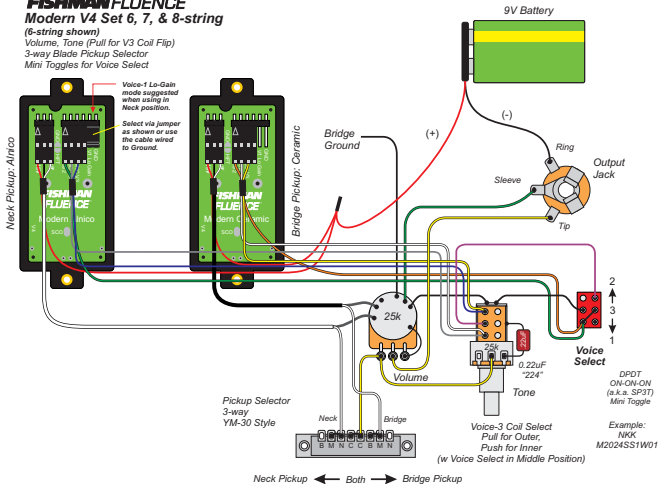 FISHMAN FLUENCE
Modern V4 Set 6, 7, & 8-string
(6-string shown)
Volume, Tone (Pull for V3 Coil Flip)
3-way Blade Pickup Selector
Mini Toggles for Voice Select
9V Battery
Voice-1 Lo-Gain
mode suggested
when using in
Neck position.
Select via jumper
as shown or use
the cable wired
to Ground.
Neck Pickup: Alnico
FISHMAN
FLUENCE
Modern Alnico
V4
SCD
Bridge Pickup: Ceramic
FISHMAN
FLUENCE
Modern Ceramic
V4
SCD
Bridge
Ground
(+)
(-)
Ring
Sleeve
Tip
Output
Jack
25k
Volume
25k
.22uF
0.22uF
"224"
Tone
2
3
1
Voice
Select
DPDT
ON-ON-ON
(a.k.a. SP3T)
Mini Toggle
Example:
NKK
M2024SS1W01
Voice-3 Coil Select
Pull for Outer,
Push for Inner
(w Voice Select in Middle Position)
Pickup Selector
3-way
YM-30 Style
Neck
Bridge
B M N C C B M N
Neck Pickup Both Bridge Pickup